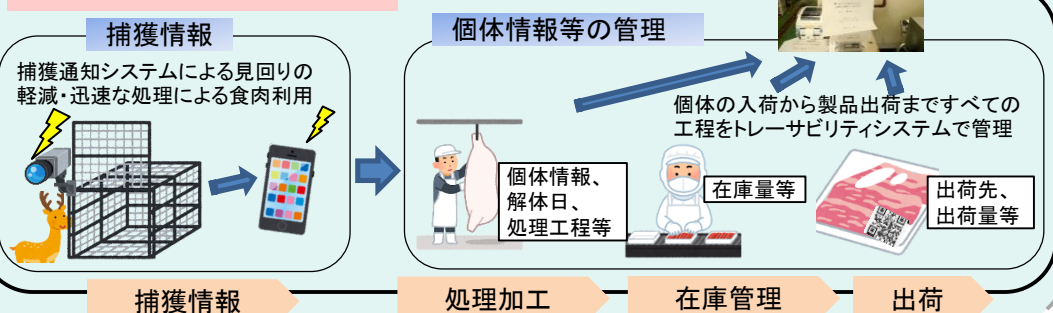 捕獲情報
捕獲通知システムによる見回りの
軽減・迅速な処理による食肉利用
個体情報等の管理
個体の入荷から製品出荷まですべての
工程をトレーサビリティシステムで管理
個体情報、
解体日、
処理工程等
在庫量等
出荷先、
出荷量等
捕獲情報
処理加工
在庫管理
出荷